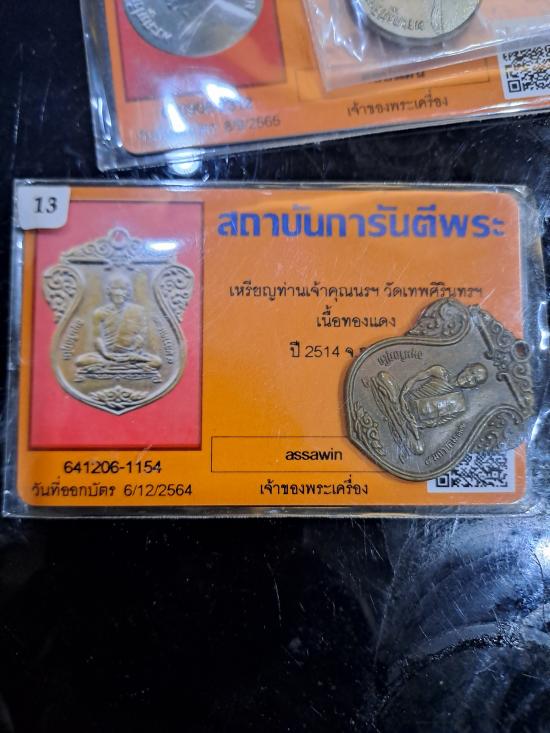 8/9/2565
เจ้าของพระเครื่อง
13
สถาบันการันตีพระ
เหรียญท่านเจ้าคุณนรฯ วัดเทพศิรินทรฯ
เนื้อทองแดง
ปี 2514 จ.
assawin
641206-1154
วันที่ออกบัตร 6/12/2564
เจ้าของพระเครื่อง